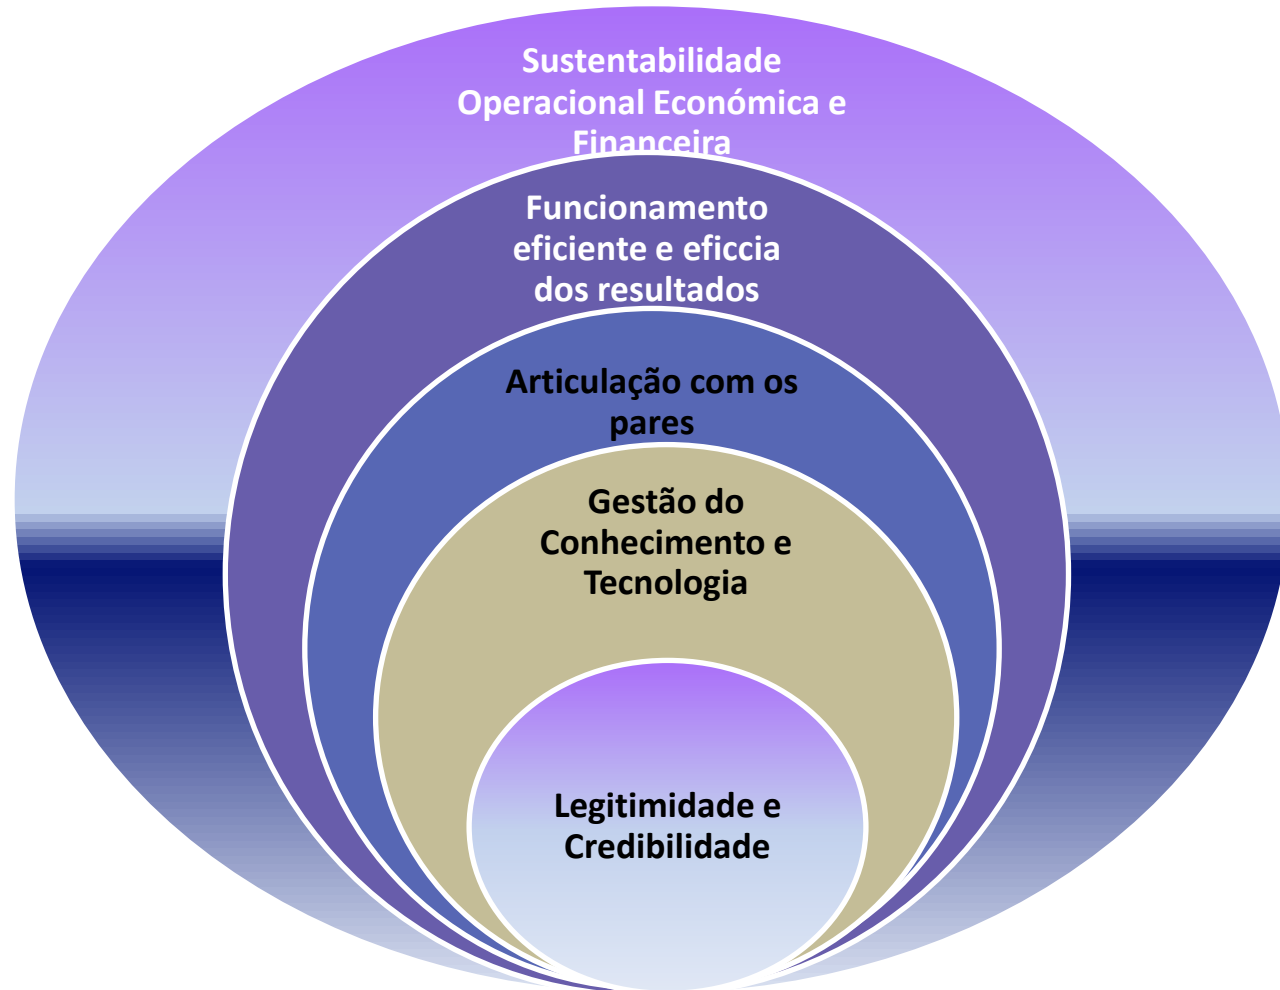 Sustentabilidade
Operacional Económica e
Financeira
Funcionamento
eficiente e eficcia
dos resultados
Articulação com os
pares
Gestão do
Conhecimento e
Tecnologia
Legitimidade e
Credibilidade